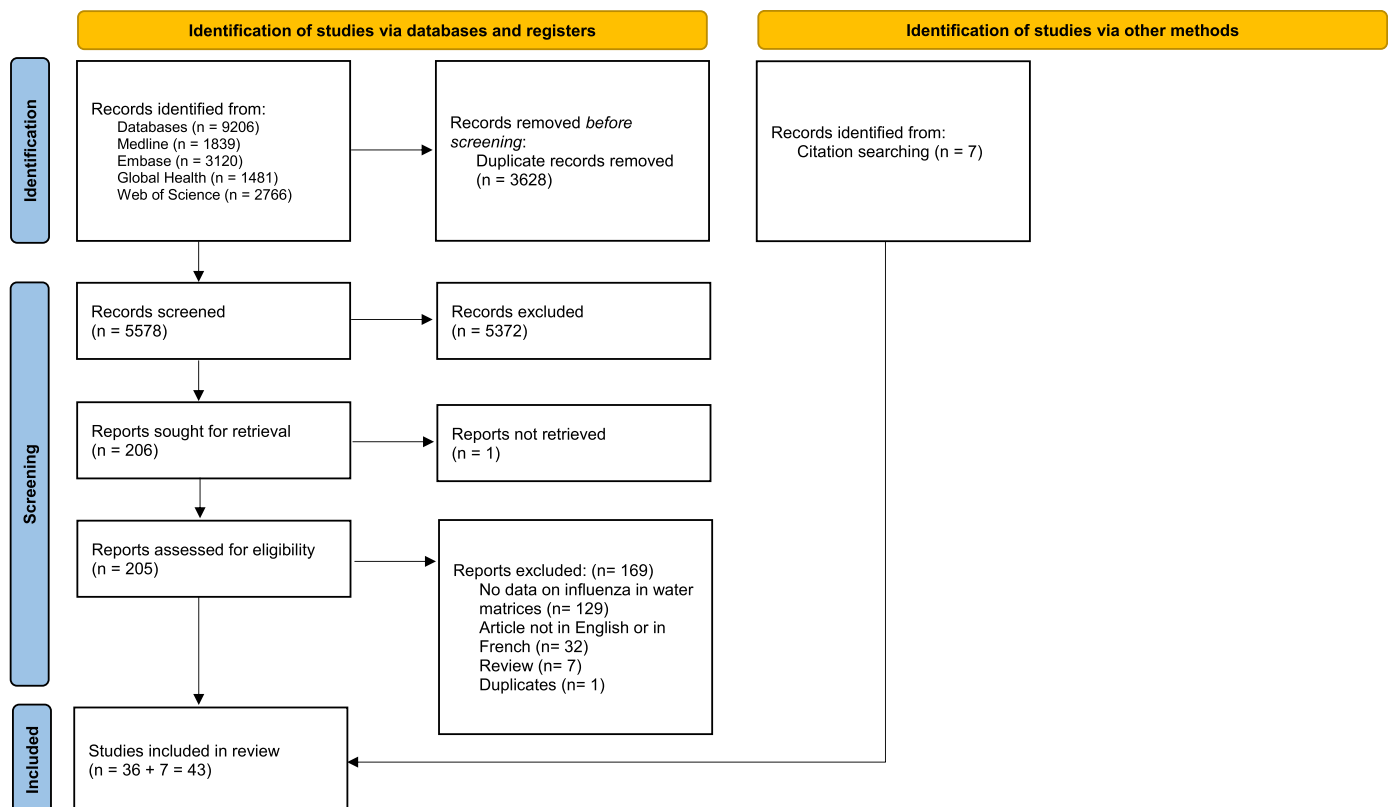 Identification of studies via databases and registers
Identification of studies via other methods
Identification
Records identified from:
Databases (n = 9206)
Medline (n = 1839)
Embase (n = 3120)
Global Health (n = 1481)
Web of Science (n = 2766)
Records removed before
screening:
Duplicate records removed
(n = 3628)
Records identified from:
Citation searching (n = 7)
Screening
Records screened
(n = 5578)
Records excluded
(n = 5372)
Reports sought for retrieval
(n = 206)
Reports not retrieved
(n = 1)
Reports assessed for eligibility
(n = 205)
Reports excluded: (n= 169)
No data on influenza in water
matrices (n= 129)
Article not in English or in
French (n= 32)
Review (n= 7)
Duplicates (n= 1)
Included
Studies included in review
(n = 36 + 7 = 43)